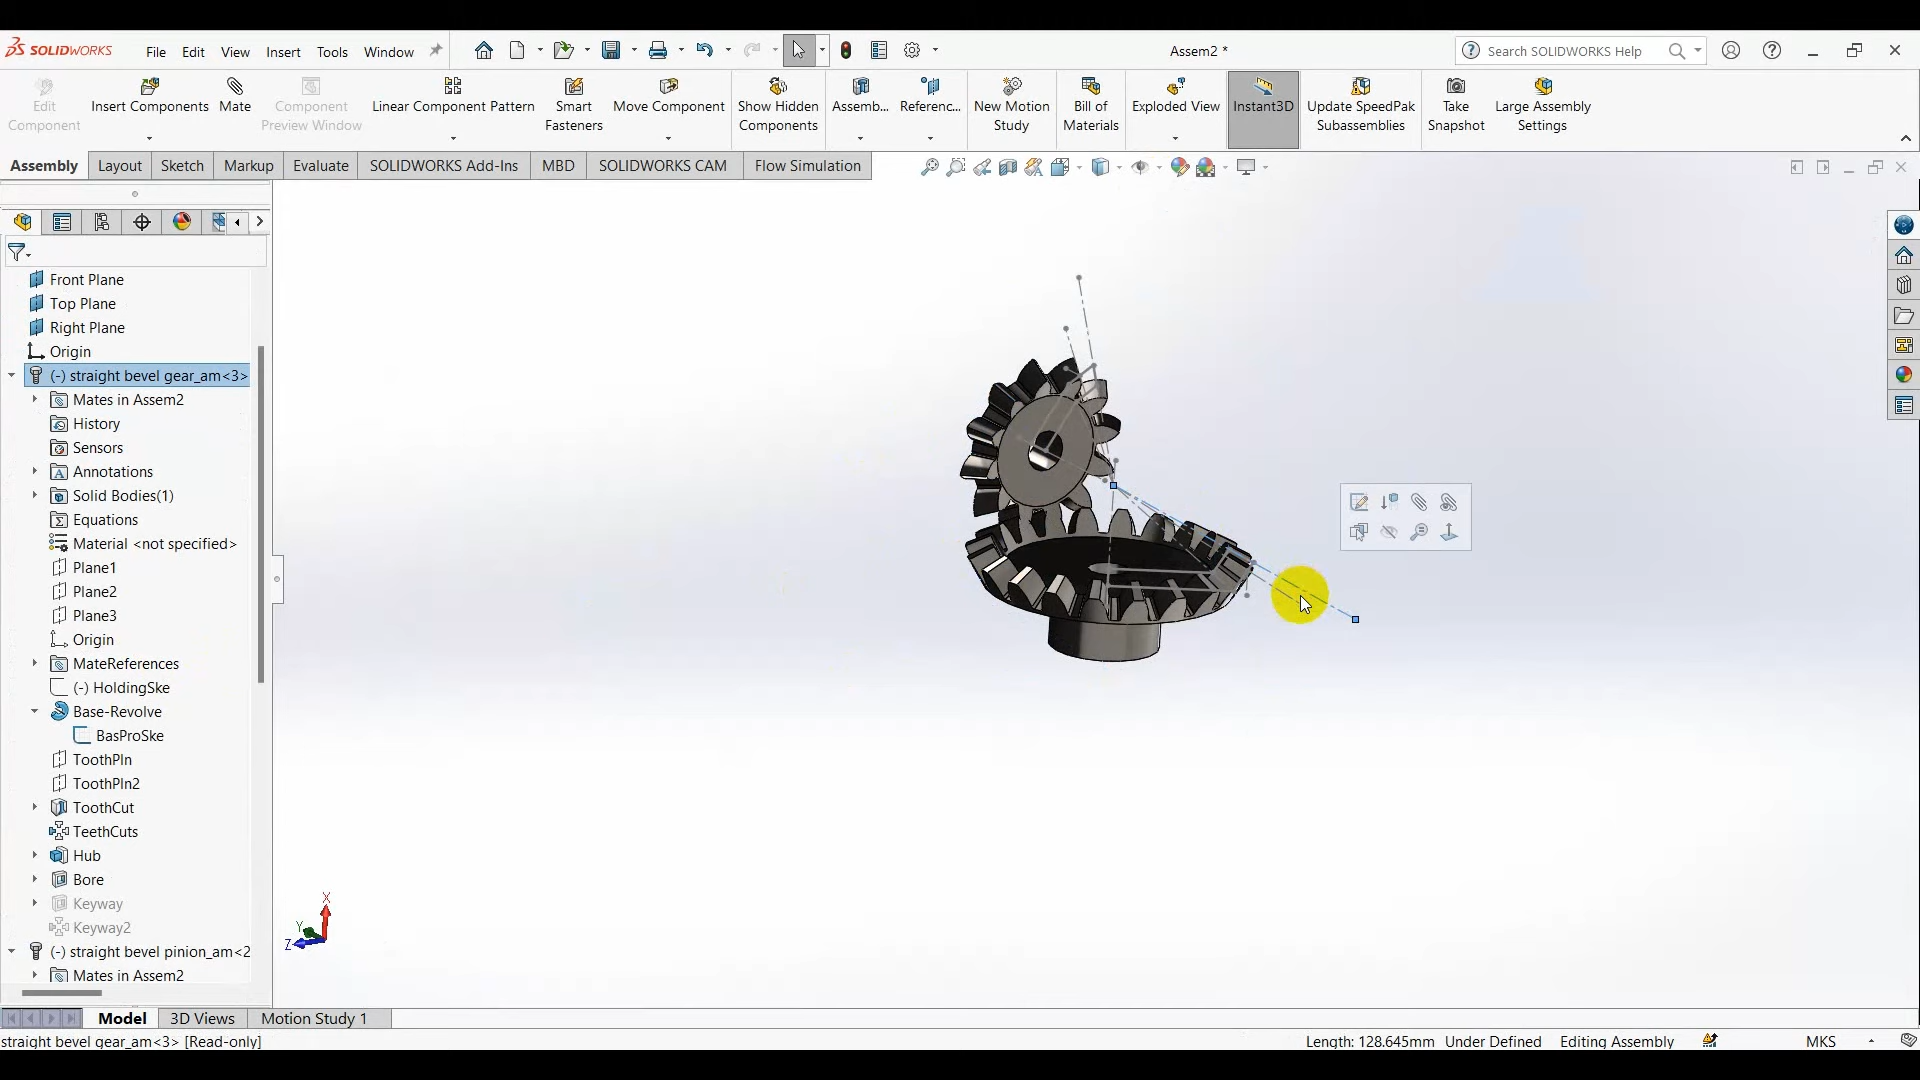 SOLIDWORKS
File Edit View Insert Tools Window
Assem2 *
Search SOLIDWORKS Help
Edit Component
Insert Components
Mate
Component Preview Window
Linear Component Pattern
Smart Fasteners
Move Component
Show Hidden Components
Assemb...
Referenc...
New Motion Study
Bill of Materials
Exploded View
Instant3D
Update SpeedPak Subassemblies
Take Snapshot
Large Assembly Settings
Assembly Layout Sketch Markup Evaluate SOLIDWORKS Add-Ins MBD SOLIDWORKS CAM Flow Simulation
Front Plane
Top Plane
Right Plane
Origin
(-) straight bevel gear_am<3>
Mates in Assem2
History
Sensors
Annotations
Solid Bodies(1)
Equations
Material <not specified>
Plane1
Plane2
Plane3
Origin
MateReferences
(-) HoldingSke
Base-Revolve
BasProSke
ToothPln
ToothPln2
ToothCut
TeethCuts
Hub
Bore
Keyway
Keyway2
(-) straight bevel pinion_am<2
Mates in Assem2
X
Y
Z
Model 3D Views Motion Study 1
straight bevel gear_am<3> [Read-only]
Length: 128.645mm Under Defined Editing Assembly MKS